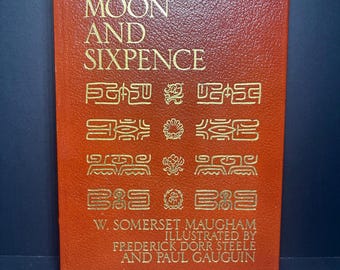 MOON
AND
SIXPENCE
W. SOMERSET MAUGHAM
ILLUSTRATED BY
FREDERICK DORR STEELE
AND PAUL GAUGUIN